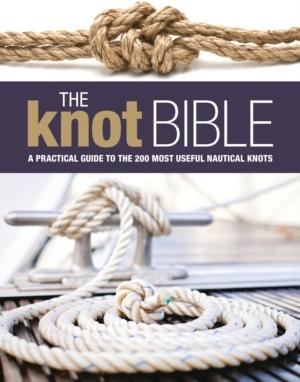 THE
knot BIBLE
A PRACTICAL GUIDE TO THE 200 MOST USEFUL NAUTICAL KNOTS